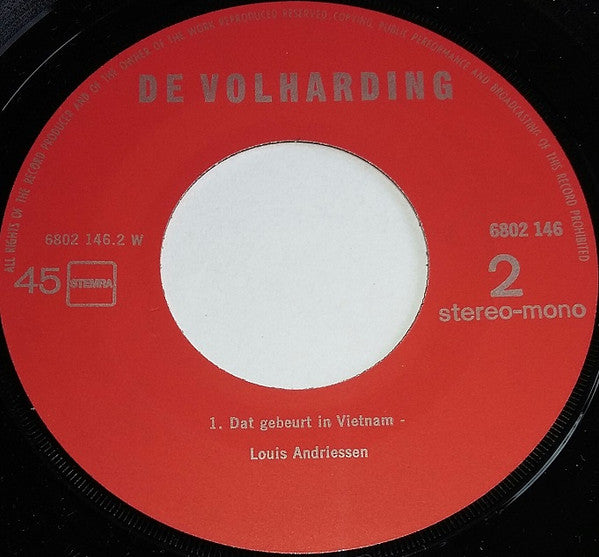 ALL RIGHTS OF THE RECORD PRODUCER AND OF THE OWNER OF THE WORK REPRODUCED RESERVED. COPYING, PUBLIC PERFORMANCE AND BROADCASTING OF THIS RECORD PROHIBITED
DE VOLHARDING
6802 146.2 W
6802 146
45
STEMRA
2
stereo-mono
1. Dat gebeurt in Vietnam -
Louis Andriessen